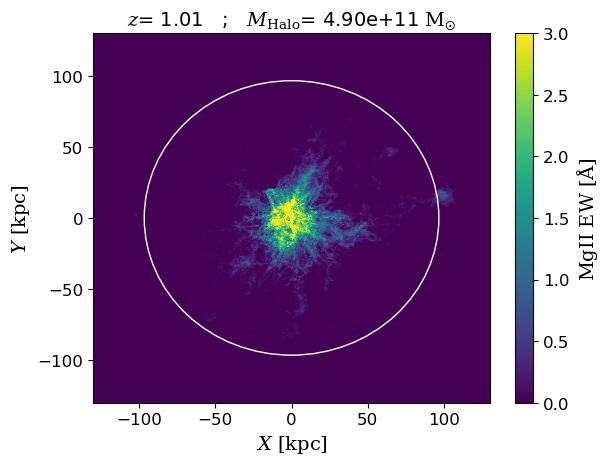 z= 1.01 ; M_Halo= 4.90e+11 M_⊙
100
50
0
−50
−100
Y [kpc]
−100 −50 0 50 100
X [kpc]
3.0
2.5
2.0
1.5
1.0
0.5
0.0
MgII EW [Å]